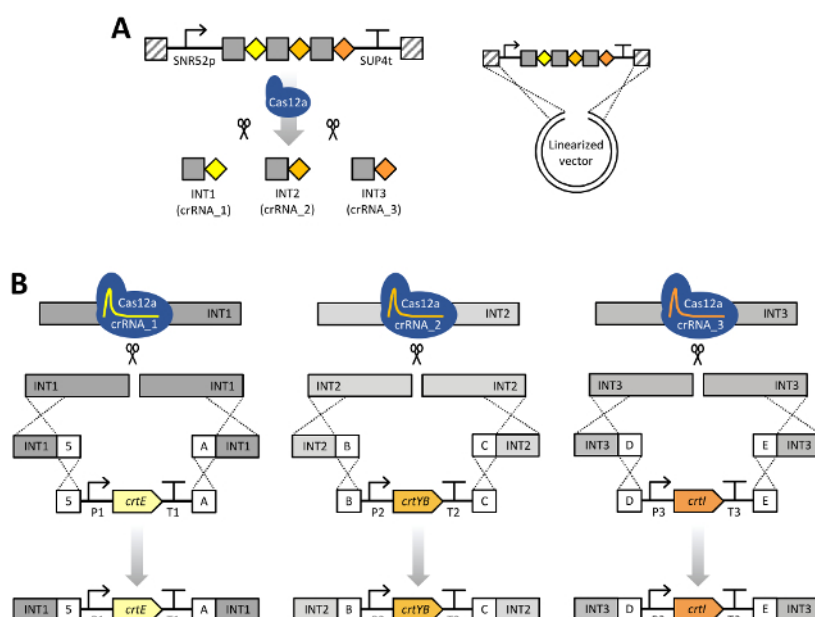 A
SNR52p SUP4t
Cas12a
Linearized
vector
INT1 INT2 INT3
(crRNA_1) (crRNA_2) (crRNA_3)
B
Cas12a Cas12a Cas12a
INT1 INT2 INT3
crRNA_1 crRNA_2 crRNA_3
INT1 INT1 INT2 INT2 INT3 INT3
INT1 5 A INT1 INT2 B C INT2 INT3 D E INT3
5 crtE A B crtYB C D crtI E
P1 T1 P2 T2 P3 T3
INT1 5 crtE A INT1 INT2 B crtYB C INT2 INT3 D crtI E INT3